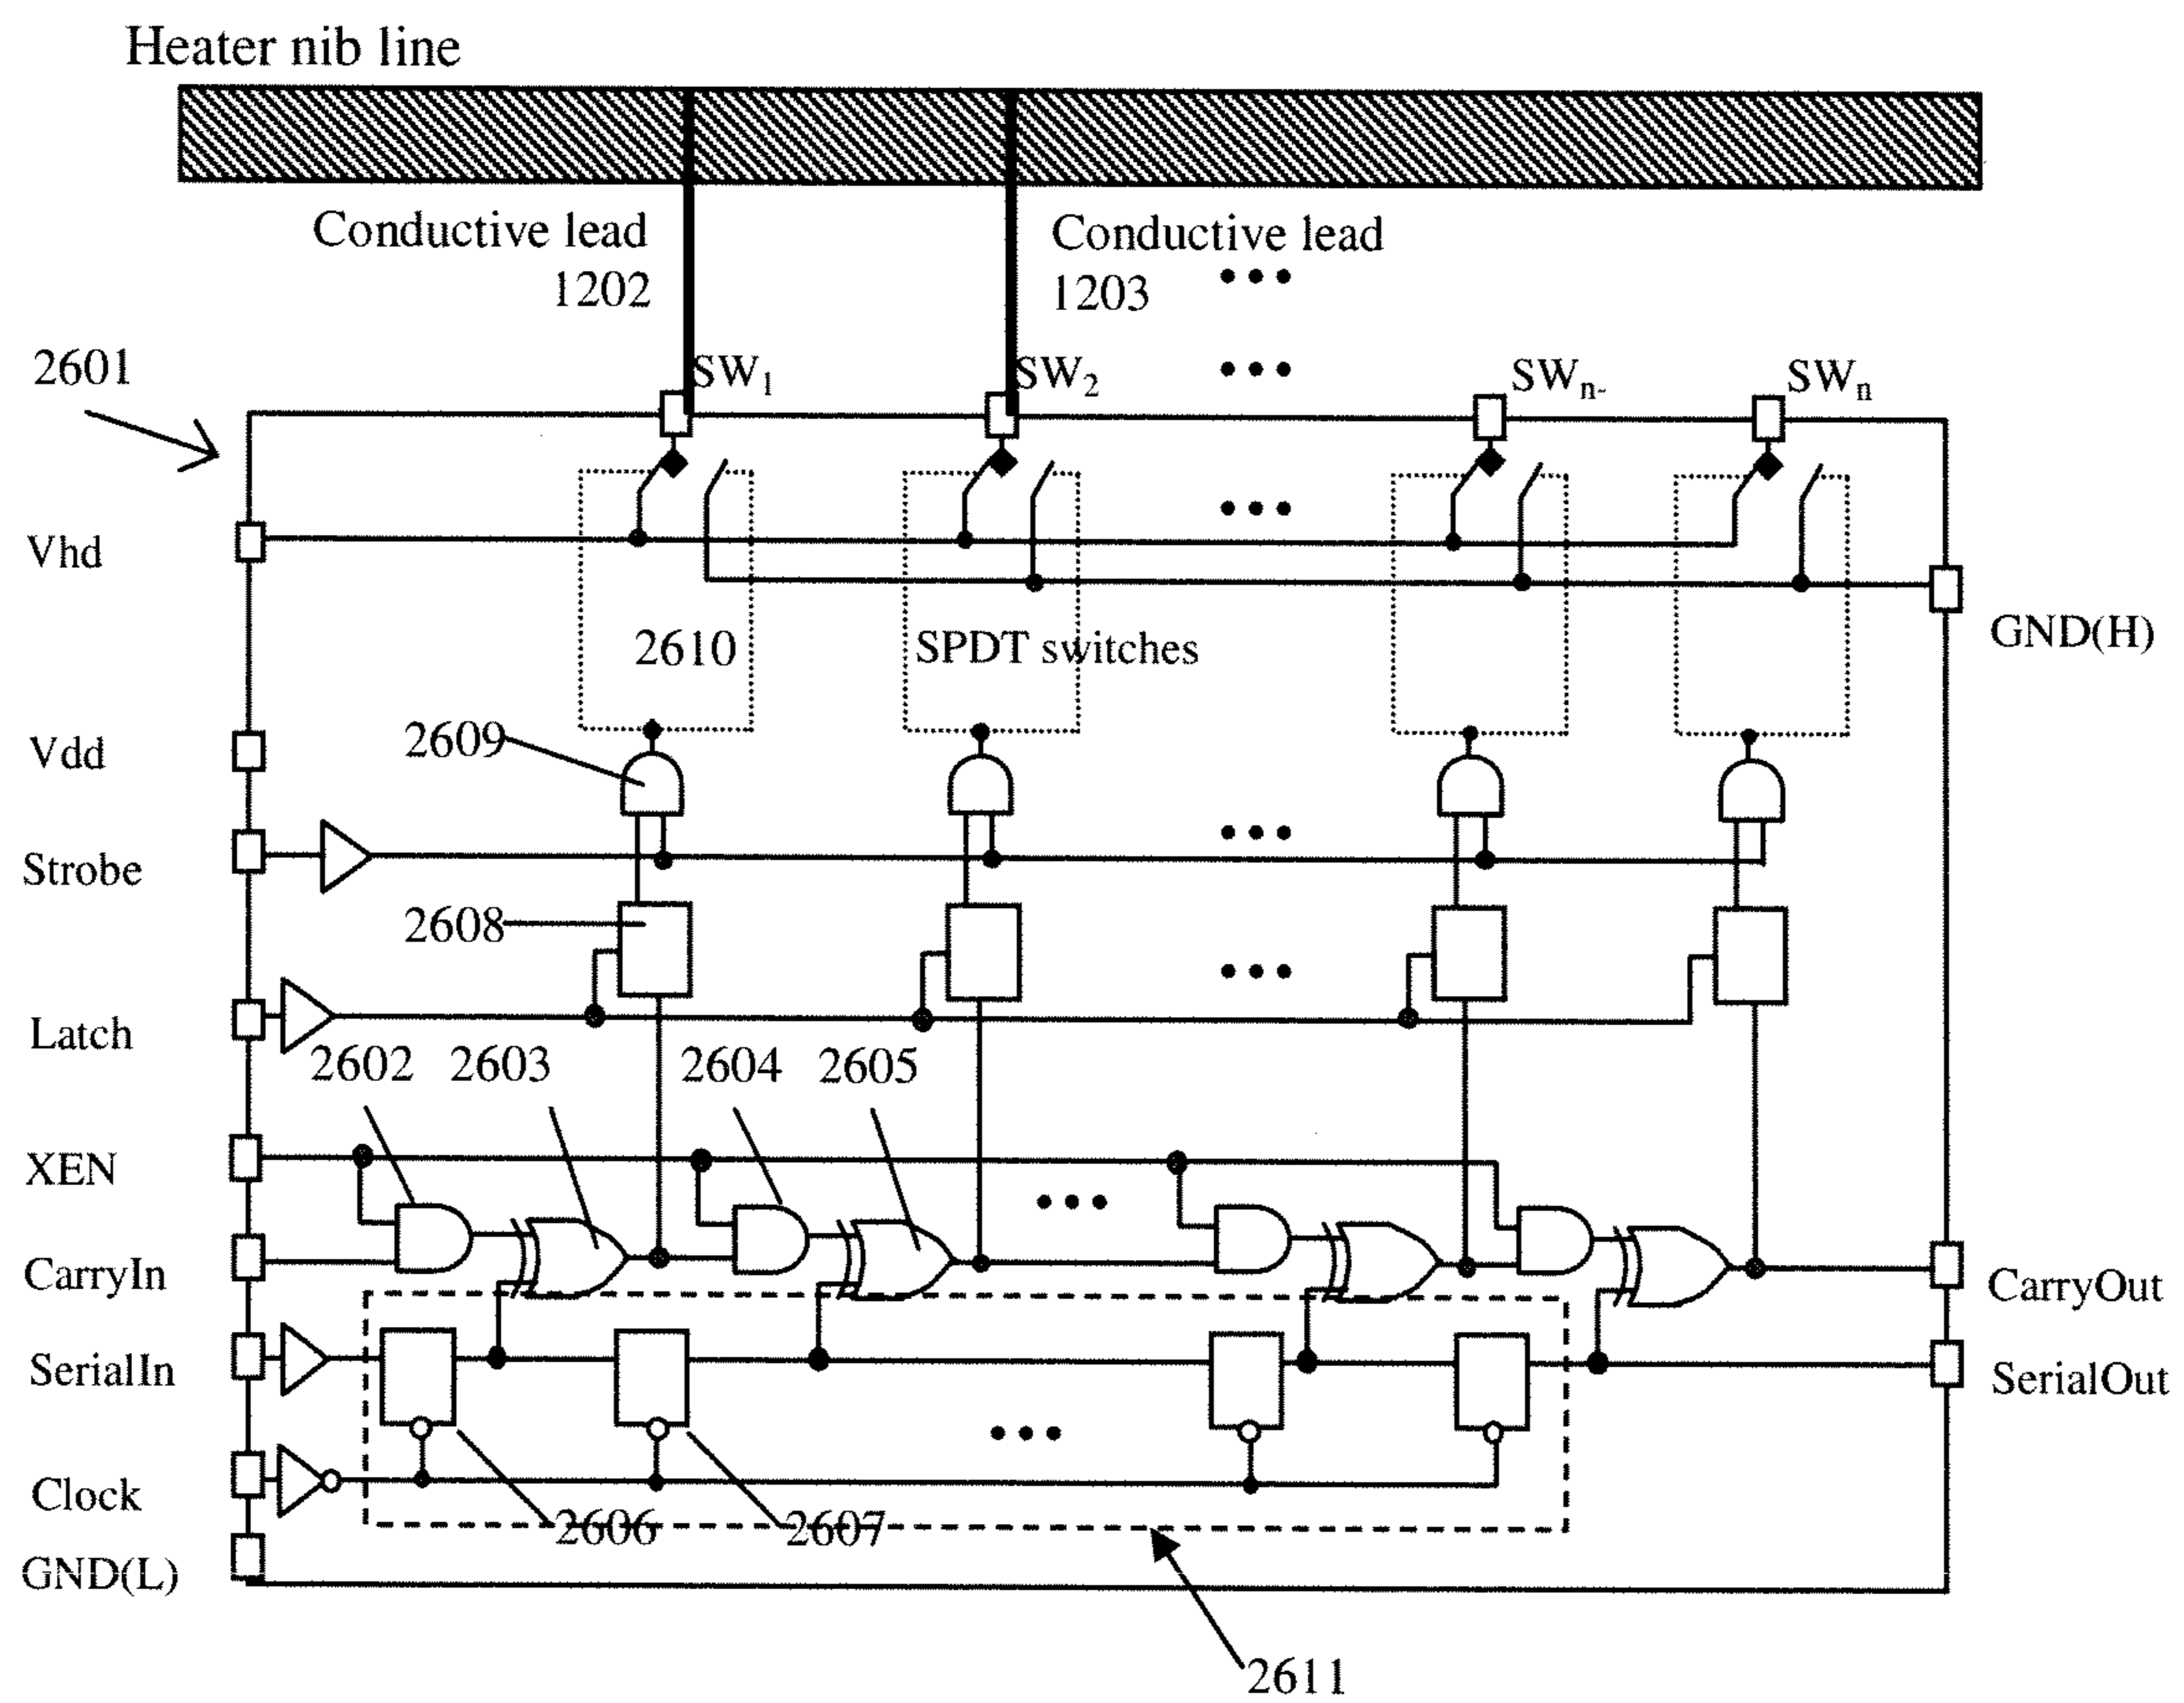 Heater nib line
Conductive lead
1202
Conductive lead
1203
2601
SW1
SW2
SWn-
SWn
Vhd
GND(H)
2610
SPDT switches
Vdd
2609
Strobe
2608
Latch
2602
2603
2604
2605
XEN
CarryIn
CarryOut
SerialIn
SerialOut
Clock
2606
2607
GND(L)
2611